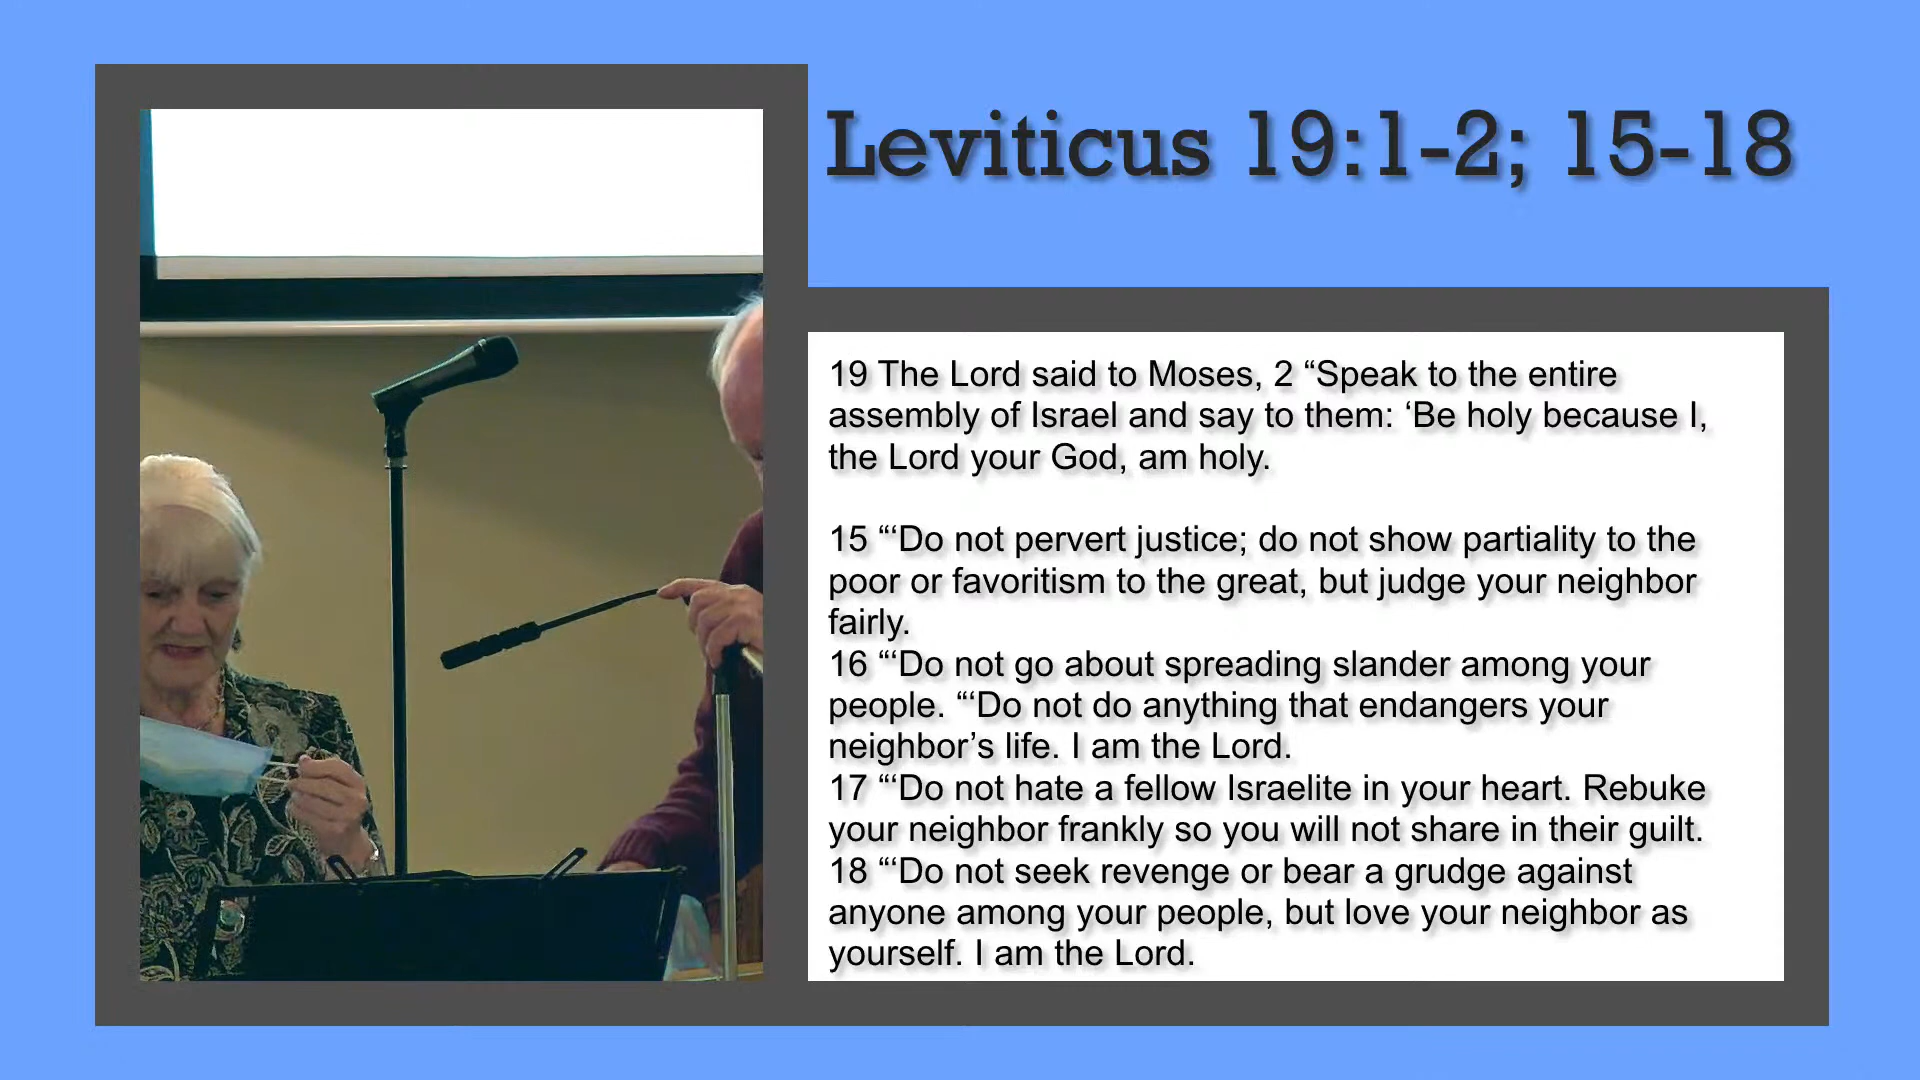 Leviticus 19:1-2; 15-18
19 The Lord said to Moses, 2 “Speak to the entire
assembly of Israel and say to them: ‘Be holy because I,
the Lord your God, am holy.
15 “‘Do not pervert justice; do not show partiality to the
poor or favoritism to the great, but judge your neighbor
fairly.
16 “‘Do not go about spreading slander among your
people. “‘Do not do anything that endangers your
neighbor’s life. I am the Lord.
17 “‘Do not hate a fellow Israelite in your heart. Rebuke
your neighbor frankly so you will not share in their guilt.
18 “‘Do not seek revenge or bear a grudge against
anyone among your people, but love your neighbor as
yourself. I am the Lord.